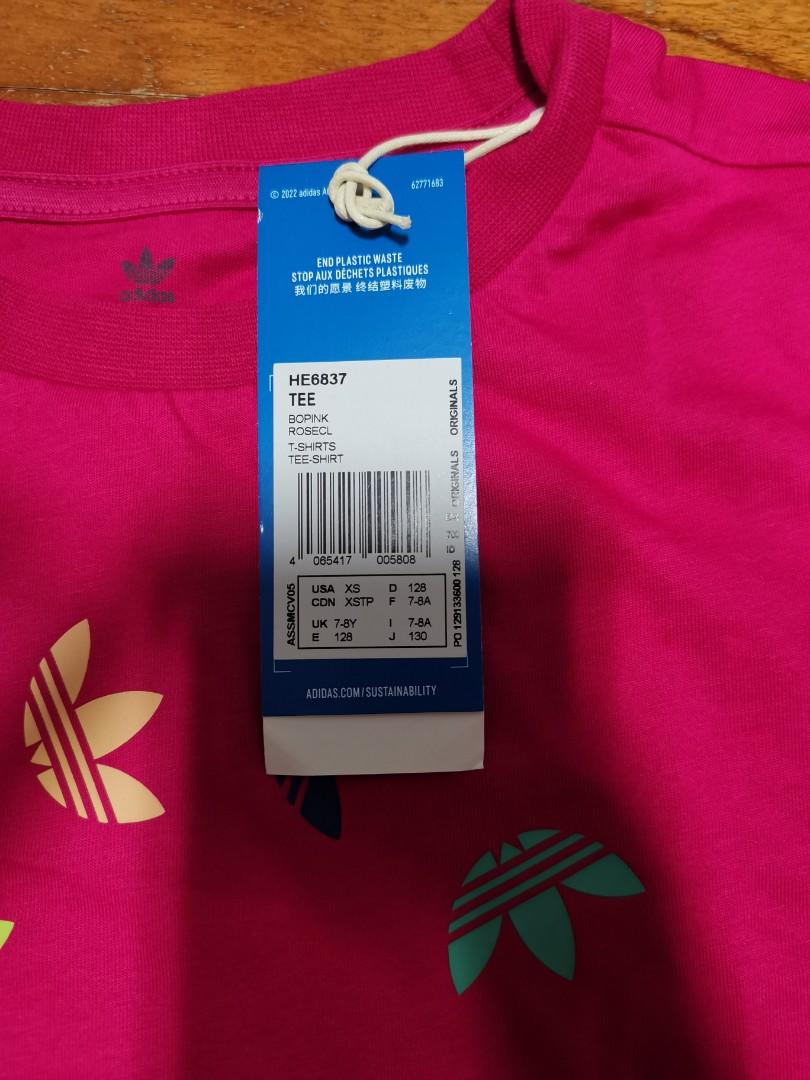 © 2022 adidas
62771683
END PLASTIC WASTE
STOP AUX DÉCHETS PLASTIQUES
我们的愿景 终结塑料废物
adidas
HE6837
TEE
BOPINK
ROSECL
T-SHIRTS
TEE-SHIRT
ORIGINALS
ORIGINALS
4 065417 005808
ASSMCV05
USA XS D 128
CDN XSTP F 7-8A
UK 7-8Y I 7-8A
E 128 J 130
PO 129133600 128
ADIDAS.COM/SUSTAINABILITY